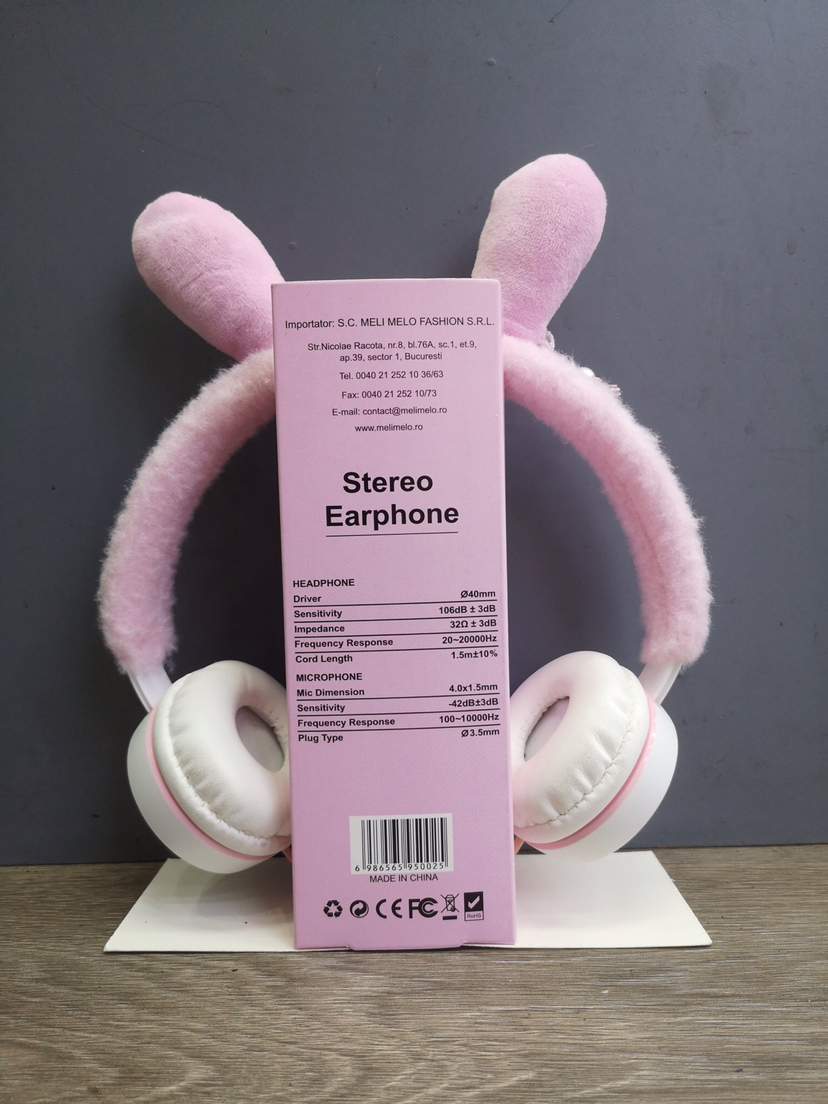 Importator: S.C. MELI MELO FASHION S.R.L.
Str.Nicolae Racota, nr.8, bl.76A, sc.1, et.9,
ap.39, sector 1, Bucuresti
Tel. 0040 21 252 10 36/63
Fax: 0040 21 252 10/73
E-mail: contact@melimelo.ro
www.melimelo.ro
Stereo
Earphone
HEADPHONE
Driver Ø40mm
Sensitivity 106dB ± 3dB
Impedance 32Ω ± 3dB
Frequency Response 20~20000Hz
Cord Length 1.5m±10%
MICROPHONE
Mic Dimension 4.0x1.5mm
Sensitivity -42dB±3dB
Frequency Response 100~10000Hz
Plug Type Ø3.5mm
6 986565 950025
MADE IN CHINA
CE FC RoHS